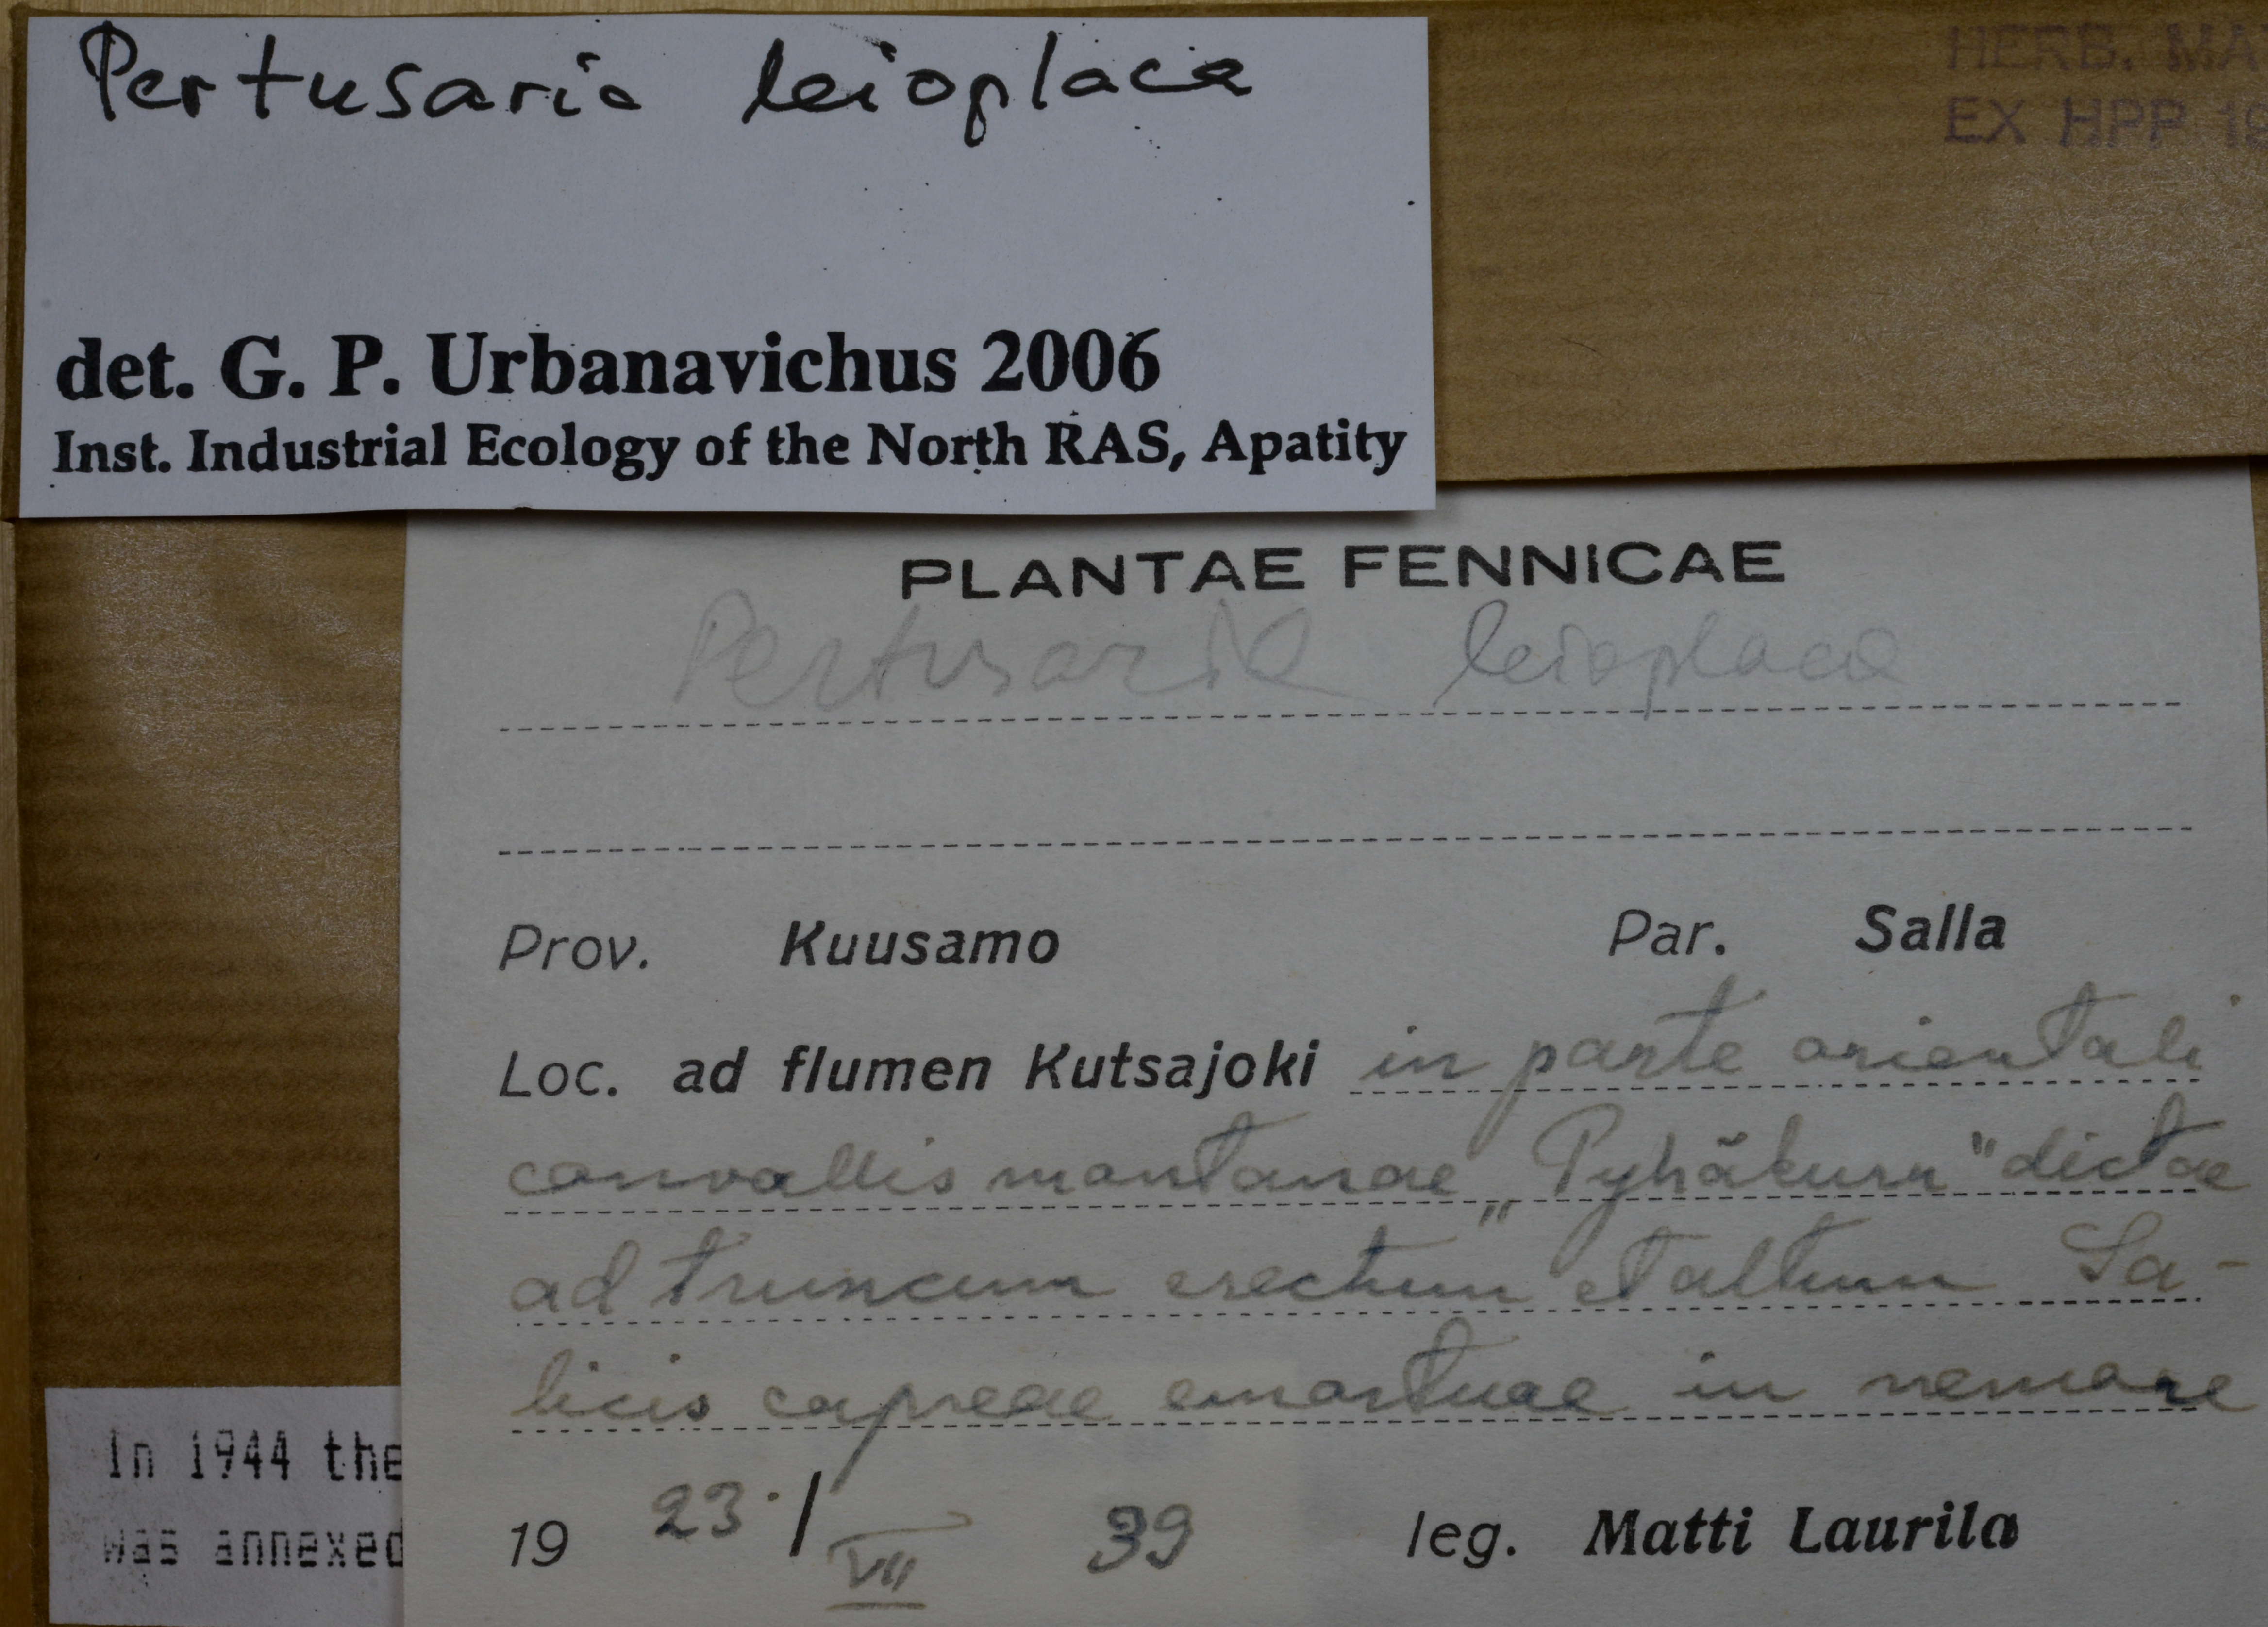 Pertusaria leioplaca
HERB. MA
EX HPP 19
det. G. P. Urbanavichus 2006
Inst. Industrial Ecology of the North RAS, Apatity
PLANTAE FENNICAE
Pertusaria leioplaca
Prov. Kuusamo Par. Salla
Loc. ad flumen Kutsajoki in parte orientali
convallis montanae „Pyhäkuru" dictae
ad truncum erectum et altum Sa-
licis capreae emortuae in nemore
In 1944 the
was annexed
19 23./VII 39 leg. Matti Laurila